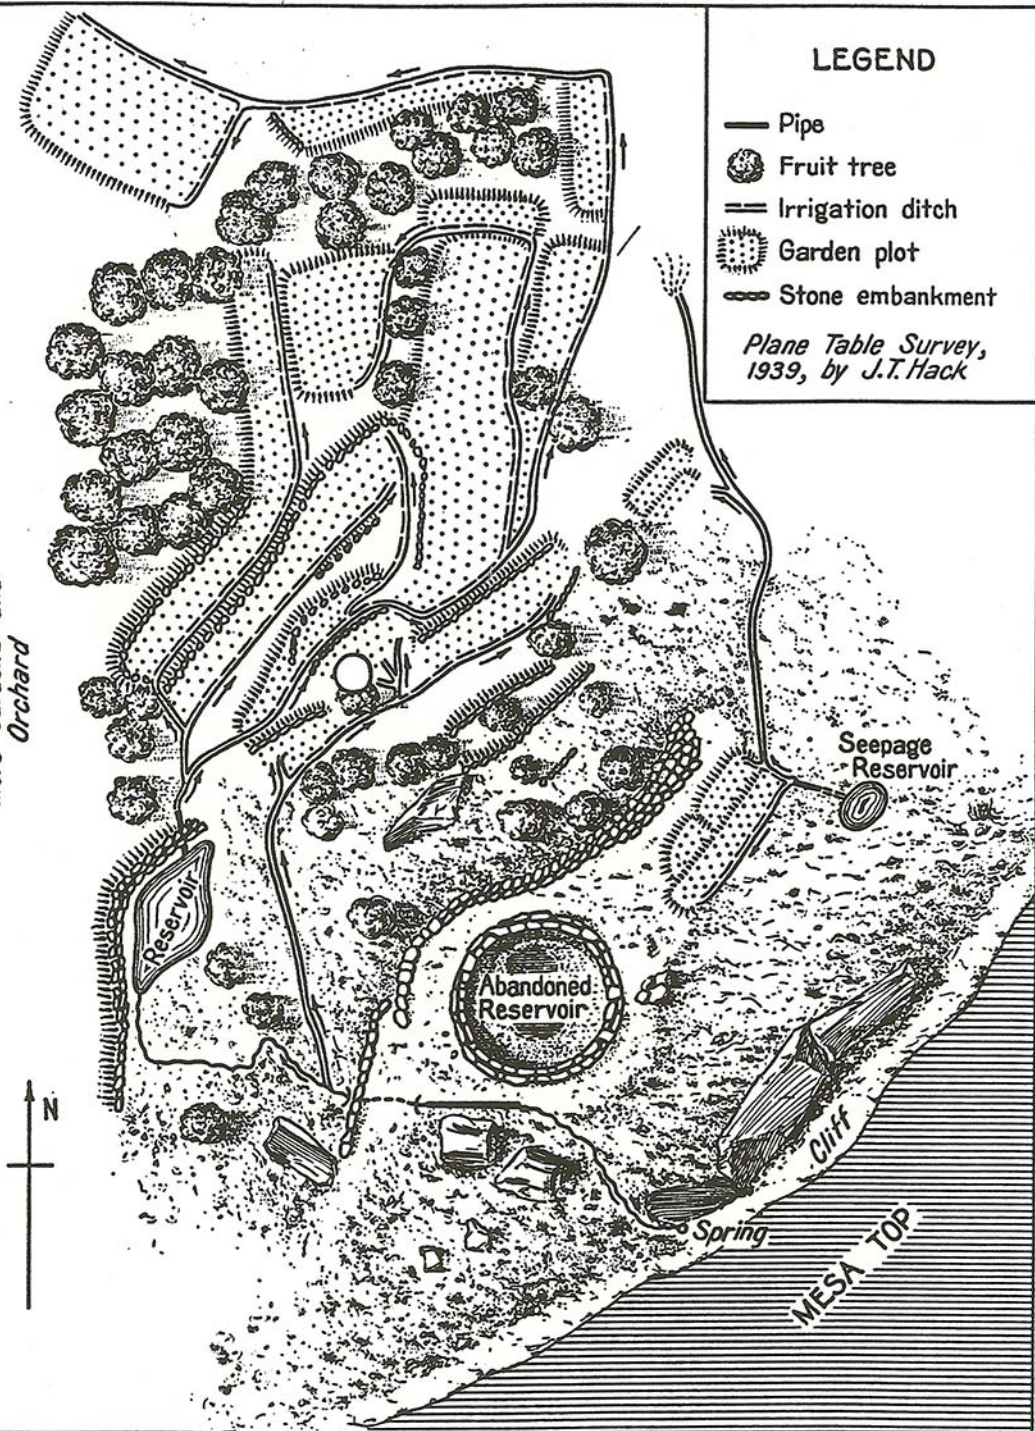 LEGEND
Pipe
Fruit tree
Irrigation ditch
Garden plot
Stone embankment
Plane Table Survey,
1939, by J.T. Hack
Orchard
Seepage
Reservoir
Reservoir
Abandoned
Reservoir
N
Cliff
Spring
MESA TOP